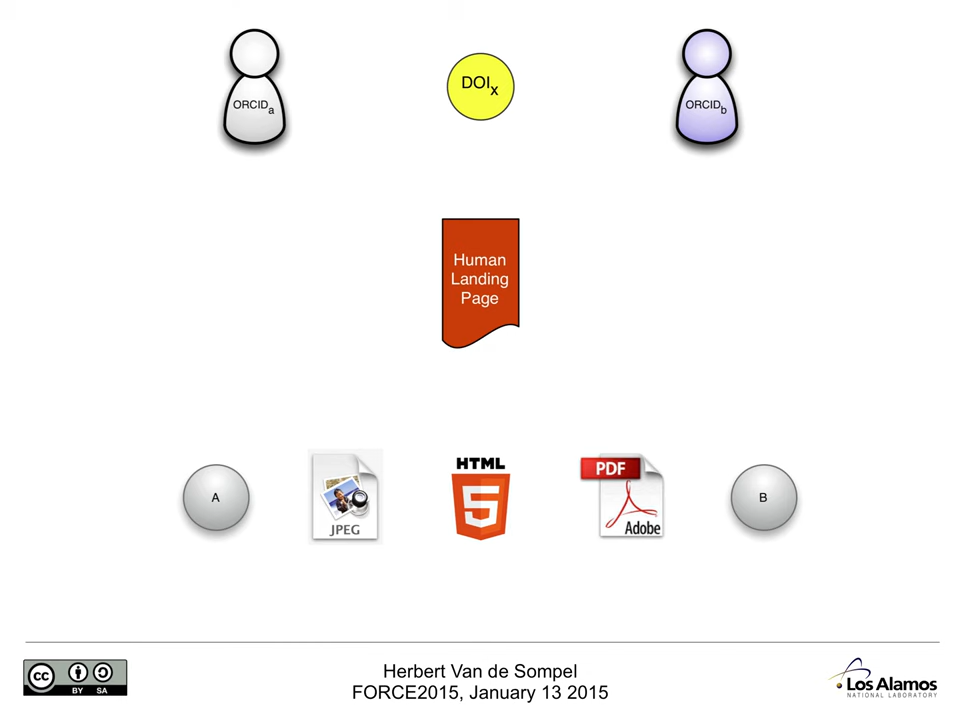 ORCIDa
DOIx
ORCIDb
Human
Landing
Page
A
JPEG
HTML
5
PDF
Adobe
B
cc
BY SA
Herbert Van de Sompel
FORCE2015, January 13 2015
Los Alamos
NATIONAL LABORATORY